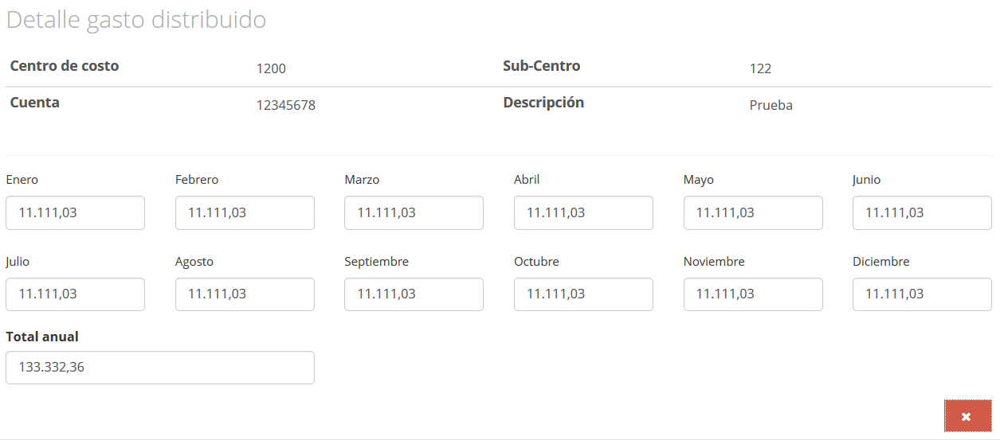 Detalle gasto distribuido
Centro de costo 1200 Sub-Centro 122
Cuenta 12345678 Descripción Prueba
Enero Febrero Marzo Abril Mayo Junio
11.111,03 11.111,03 11.111,03 11.111,03 11.111,03 11.111,03
Julio Agosto Septiembre Octubre Noviembre Diciembre
11.111,03 11.111,03 11.111,03 11.111,03 11.111,03 11.111,03
Total anual
133.332,36